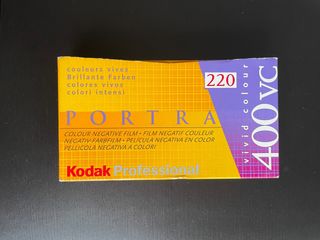 couleurs vives
Brillante Farben
colores vivos
colori intensi
220
PORTRA
COLOUR NEGATIVE FILM - FILM NEGATIF COULEUR
NEGATIV-FARBFILM - PELÍCULA NEGATIVA EN COLOR
PELLICOLA NEGATIVA A COLORI
Kodak Professional
vivid colour
400VC